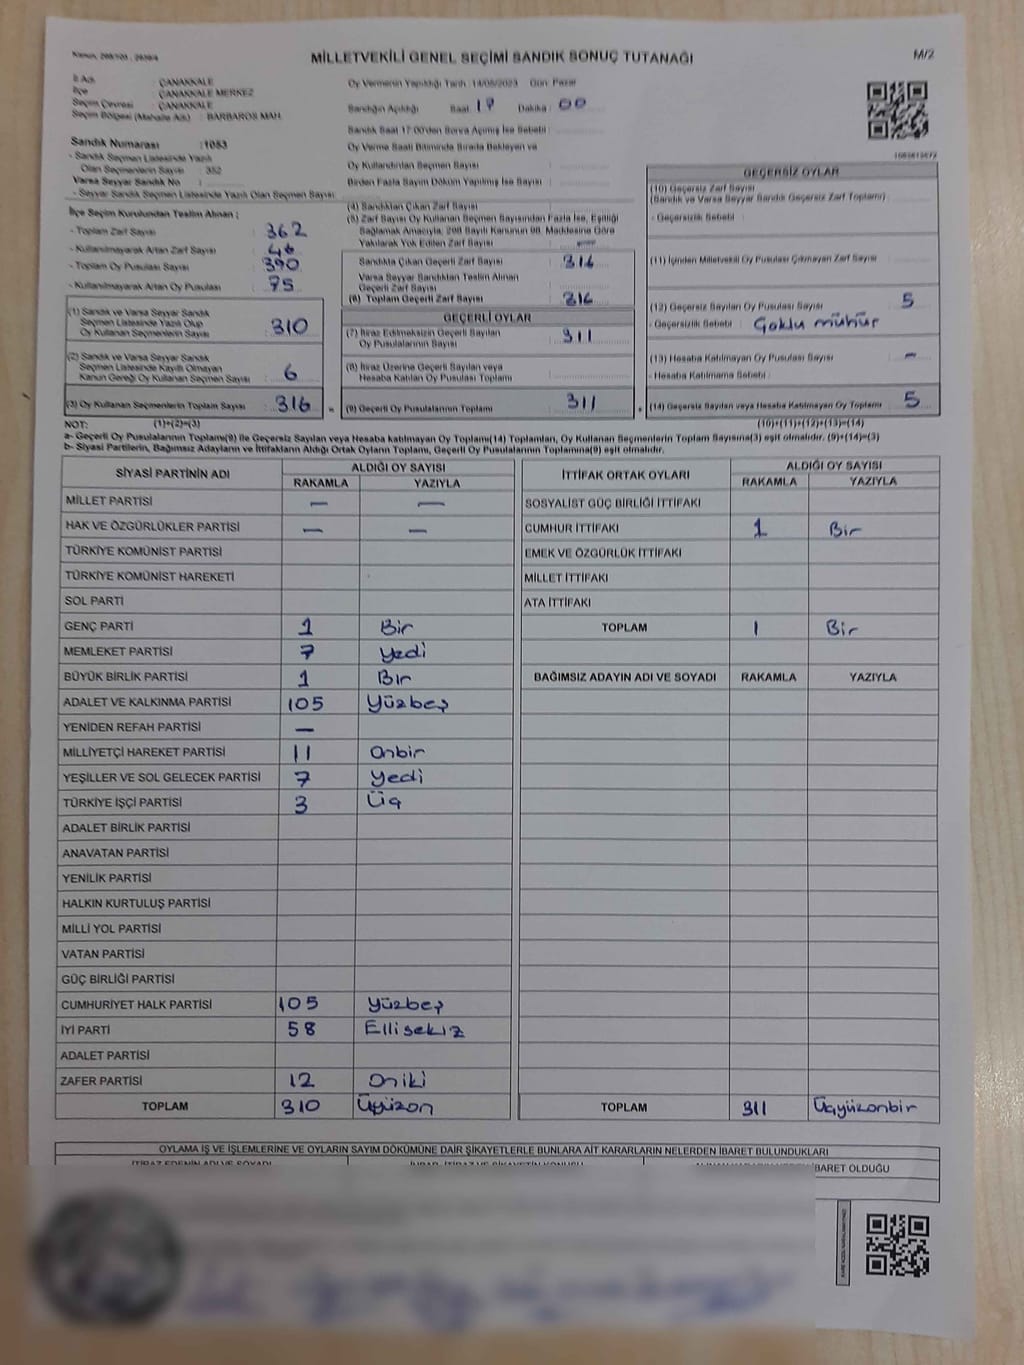 MİLLETVEKİLİ GENEL SEÇİMİ SANDIK SONUÇ TUTANAĞI
M/2
İl Adı : ÇANAKKALE
İlçe : ÇANAKKALE MERKEZ
Seçim Çevresi : ÇANAKKALE
Seçim Bölgesi (Mahalle Adı) : BARBAROS MAH.
Sandık Numarası : 1053
- Sandık Seçmen Listesinde Yazılı
Olan Seçmenlerin Sayısı : 352
Varsa Seyyar Sandık No :
- Seyyar Sandık Seçmen Listesinde Yazılı Olan Seçmen Sayısı :
İlçe Seçim Kurulundan Teslim Alınan ;
- Toplam Zarf Sayısı : 362
- Kullanılmayarak Artan Zarf Sayısı : 46
- Toplam Oy Pusulası Sayısı : 390
- Kullanılmayarak Artan Oy Pusulası : 75
(1) Sandık ve Varsa Seyyar Sandık
Seçmen Listesinde Yazılı Olup
Oy Kullanan Seçmenlerin Sayısı : 310
(2) Sandık ve Varsa Seyyar Sandık
Seçmen Listesinde Kayıtlı Olmayan
Kanun Gereği Oy Kullanan Seçmen Sayısı : 6
(3) Oy Kullanan Seçmenlerin Toplam Sayısı : 316 =
Oy Vermenin Yapıldığı Tarih : 14/05/2023 Gün : Pazar
Sandığın Açıldığı Saat : 17 Dakika : 00
Sandık Saat 17:00'den Sonra Açılmış İse Sebebi :
Oy Verme Saati Bitiminde Sırada Bekleyen ve
Oy Kullandırılan Seçmen Sayısı :
Birden Fazla Sayım Döküm Yapılmış İse Sayısı :
(4) Sandıktan Çıkan Zarf Sayısı :
(5) Zarf Sayısı Oy Kullanan Seçmen Sayısından Fazla İse, Eşitliği
Sağlamak Amacıyla, 298 Sayılı Kanunun 98. Maddesine Göre
Yakılarak Yok Edilen Zarf Sayısı : —
Sandıkta Çıkan Geçerli Zarf Sayısı : 316
Varsa Seyyar Sandıktan Teslim Alınan
Geçerli Zarf Sayısı :
(6) Toplam Geçerli Zarf Sayısı : 316
GEÇERLİ OYLAR
(7) İtiraz Edilmeksizin Geçerli Sayılan
Oy Pusulalarının Sayısı : 311
(8) İtiraz Üzerine Geçerli Sayılan veya
Hesaba Katılan Oy Pusulası Toplamı :
(9) Geçerli Oy Pusulalarının Toplamı : 311 +
GEÇERSİZ OYLAR
(10) Geçersiz Zarf Sayısı
(Sandık ve Varsa Seyyar Sandık Geçersiz Zarf Toplamı) :
- Geçersizlik Sebebi :
(11) İçinden Milletvekili Oy Pusulası Çıkmayan Zarf Sayısı :
(12) Geçersiz Sayılan Oy Pusulası Sayısı : 5
- Geçersizlik Sebebi : Çoklu mühür
(13) Hesaba Katılmayan Oy Pusulası Sayısı : —
- Hesaba Katılmama Sebebi :
(14) Geçersiz Sayılan veya Hesaba Katılmayan Oy Toplamı : 5
NOT: (1)+(2)=(3) (10)+(11)+(12)+(13)=(14)
a- Geçerli Oy Pusulalarının Toplamı(9) ile Geçersiz Sayılan veya Hesaba katılmayan Oy Toplamı(14) Toplamları, Oy Kullanan Seçmenlerin Toplam Sayısına(3) eşit olmalıdır. (9)+(14)=(3)
b- Siyasi Partilerin, Bağımsız Adayların ve İttifakların Aldığı Ortak Oyların Toplamı, Geçerli Oy Pusulalarının Toplamına(9) eşit olmalıdır.
SİYASİ PARTİNİN ADI ALDIĞI OY SAYISI
RAKAMLA YAZIYLA
MİLLET PARTİSİ — —
HAK VE ÖZGÜRLÜKLER PARTİSİ — —
TÜRKİYE KOMÜNİST PARTİSİ
TÜRKİYE KOMÜNİST HAREKETİ
SOL PARTİ
GENÇ PARTİ 1 Bir
MEMLEKET PARTİSİ 7 Yedi
BÜYÜK BİRLİK PARTİSİ 1 Bır
ADALET VE KALKINMA PARTİSİ 105 Yüzbeş
YENİDEN REFAH PARTİSİ —
MİLLİYETÇİ HAREKET PARTİSİ 11 Onbir
YEŞİLLER VE SOL GELECEK PARTİSİ 7 Yedi
TÜRKİYE İŞÇİ PARTİSİ 3 Üç
ADALET BİRLİK PARTİSİ
ANAVATAN PARTİSİ
YENİLİK PARTİSİ
HALKIN KURTULUŞ PARTİSİ
MİLLİ YOL PARTİSİ
VATAN PARTİSİ
GÜÇ BİRLİĞİ PARTİSİ
CUMHURİYET HALK PARTİSİ 105 Yüzbeş
İYİ PARTİ 58 Ellisekiz
ADALET PARTİSİ
ZAFER PARTİSİ 12 Oniki
TOPLAM 310 Üçyüzon
İTTİFAK ORTAK OYLARI ALDIĞI OY SAYISI
RAKAMLA YAZIYLA
SOSYALİST GÜÇ BİRLİĞİ İTTİFAKI
CUMHUR İTTİFAKI 1 Bir
EMEK VE ÖZGÜRLÜK İTTİFAKI
MİLLET İTTİFAKI
ATA İTTİFAKI
TOPLAM 1 Bir
BAĞIMSIZ ADAYIN ADI VE SOYADI RAKAMLA YAZIYLA
TOPLAM 311 Üçyüzonbir
OYLAMA İŞ VE İŞLEMLERİNE VE OYLARIN SAYIM DÖKÜMÜNE DAİR ŞİKAYETLERLE BUNLARA AİT KARARLARIN NELERDEN İBARET BULUNDUKLARI
İTİRAZ EDENİN ADI VE SOYADI
İBARET OLDUĞU